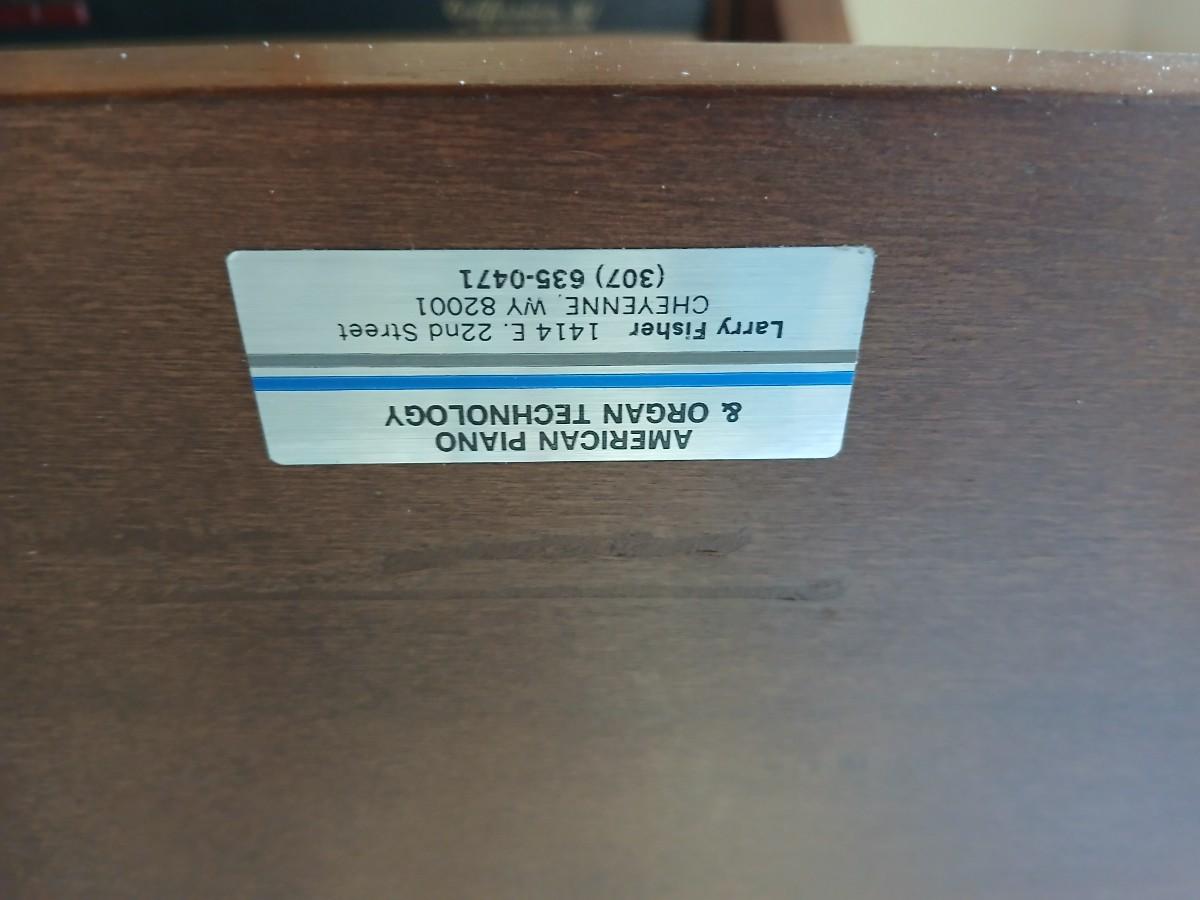 AMERICAN PIANO
& ORGAN TECHNOLOGY
Larry Fisher 1414 E. 22nd Street
CHEYENNE, WY 82001
(307) 635-0471